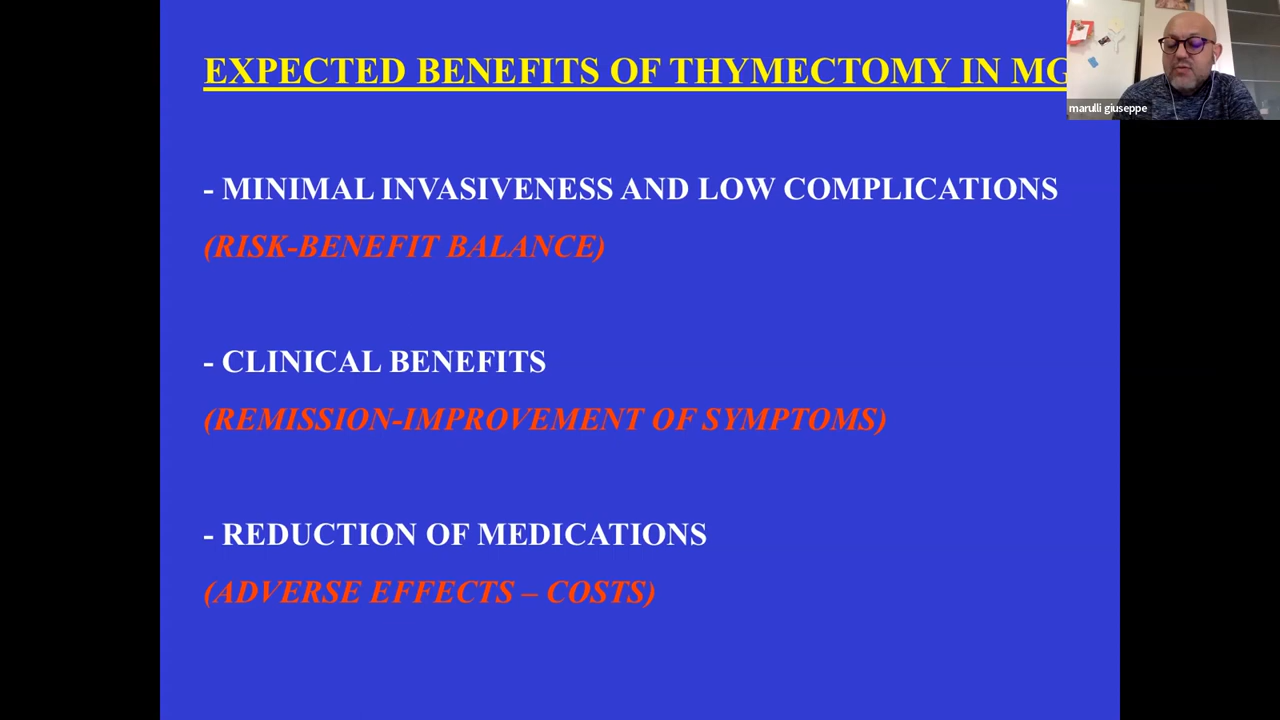 EXPECTED BENEFITS OF THYMECTOMY IN MG
marulli giuseppe
- MINIMAL INVASIVENESS AND LOW COMPLICATIONS
(RISK-BENEFIT BALANCE)
- CLINICAL BENEFITS
(REMISSION-IMPROVEMENT OF SYMPTOMS)
- REDUCTION OF MEDICATIONS
(ADVERSE EFFECTS – COSTS)